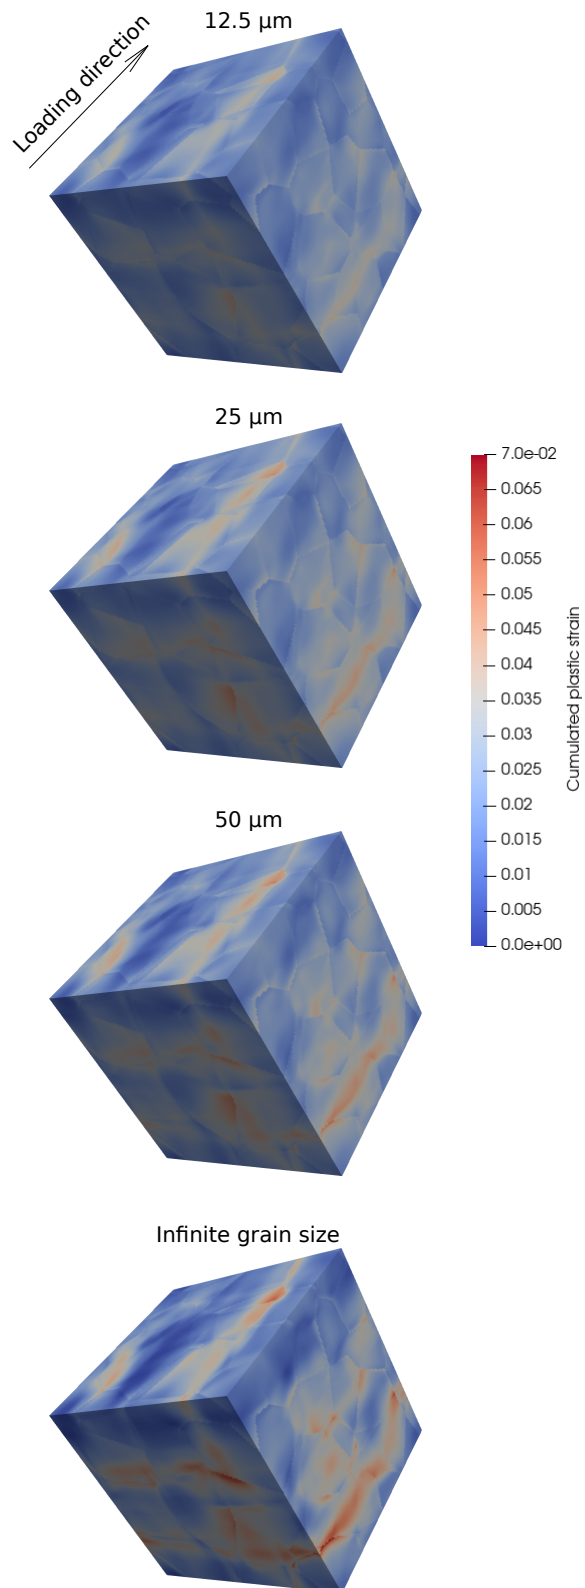 12.5 μm
Loading direction
25 μm
7.0e-02
0.065
0.06
0.055
0.05
0.045
0.04
0.035
0.03
0.025
0.02
0.015
0.01
0.005
0.0e+00
Cumulated plastic strain
50 μm
Infinite grain size